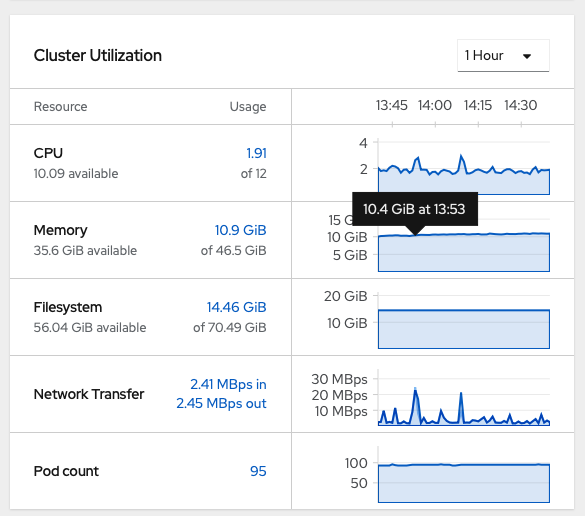 Cluster Utilization
1 Hour
Resource Usage
13:45 14:00 14:15 14:30
CPU 1.91
10.09 available of 12
4
2
10.4 GiB at 13:53
Memory 10.9 GiB
35.6 GiB available of 46.5 GiB
15 G
10 GiB
5 GiB
Filesystem 14.46 GiB
56.04 GiB available of 70.49 GiB
20 GiB
10 GiB
Network Transfer
2.41 MBps in
2.45 MBps out
30 MBps
20 MBps
10 MBps
Pod count 95
100
50